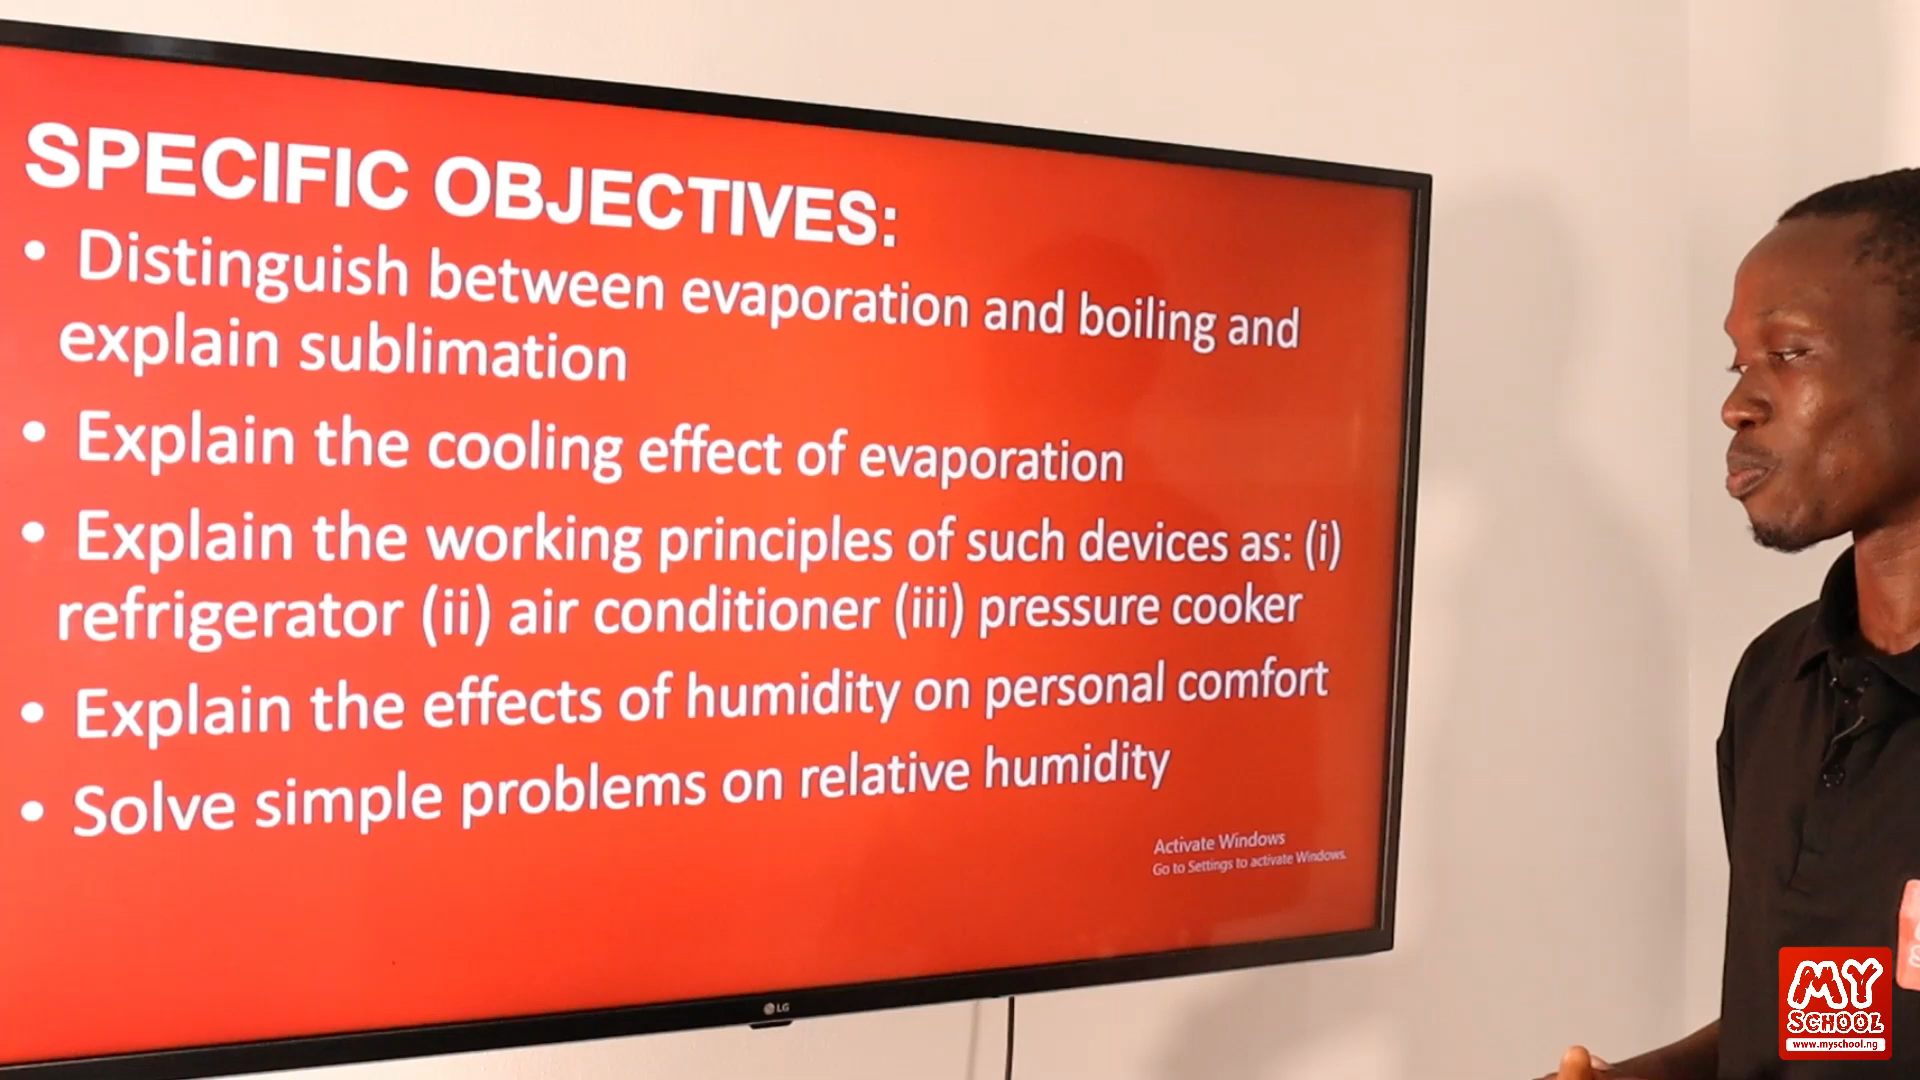 SPECIFIC OBJECTIVES:
• Distinguish between evaporation and boiling and
explain sublimation
• Explain the cooling effect of evaporation
• Explain the working principles of such devices as: (i)
refrigerator (ii) air conditioner (iii) pressure cooker
• Explain the effects of humidity on personal comfort
• Solve simple problems on relative humidity
Activate Windows
Go to Settings to activate Windows.
LG
MY
SCHOOL
www.myschool.ng